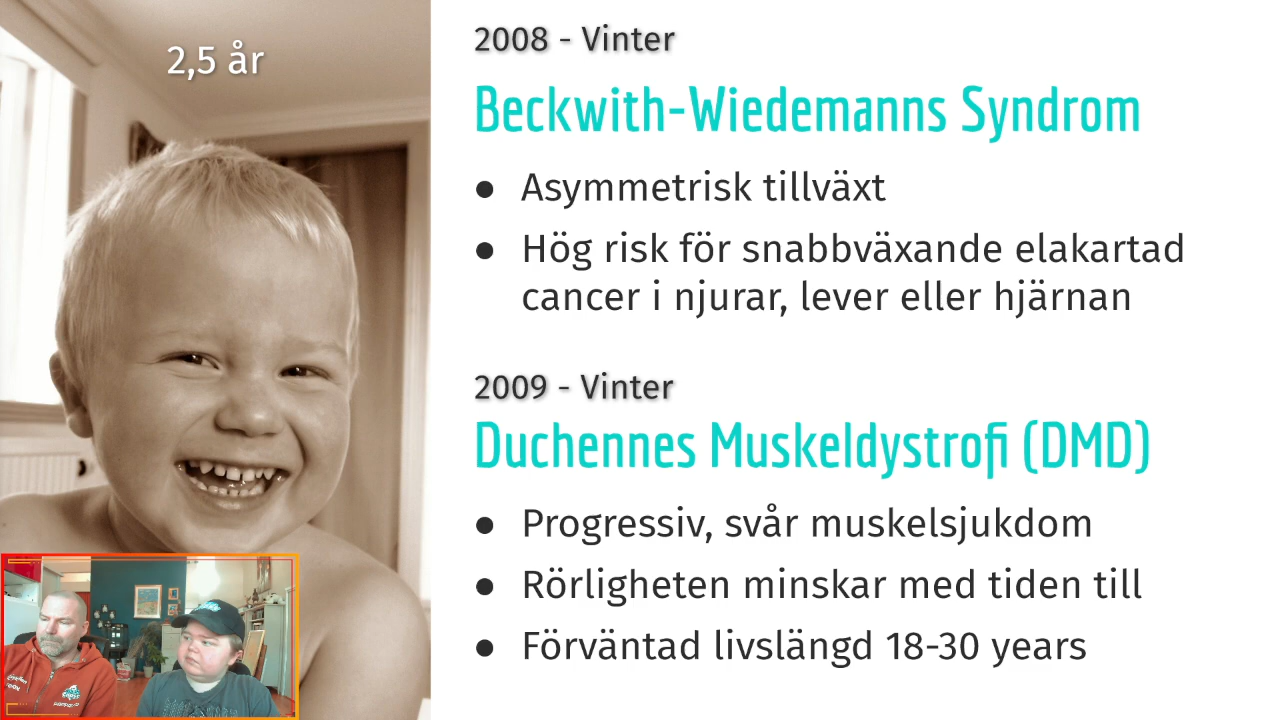 2,5 år
2008 - Vinter
Beckwith-Wiedemanns Syndrom
● Asymmetrisk tillväxt
● Hög risk för snabbväxande elakartad
cancer i njurar, lever eller hjärnan
2009 - Vinter
Duchennes Muskeldystrofi (DMD)
● Progressiv, svår muskelsjukdom
● Rörligheten minskar med tiden till
● Förväntad livslängd 18-30 years